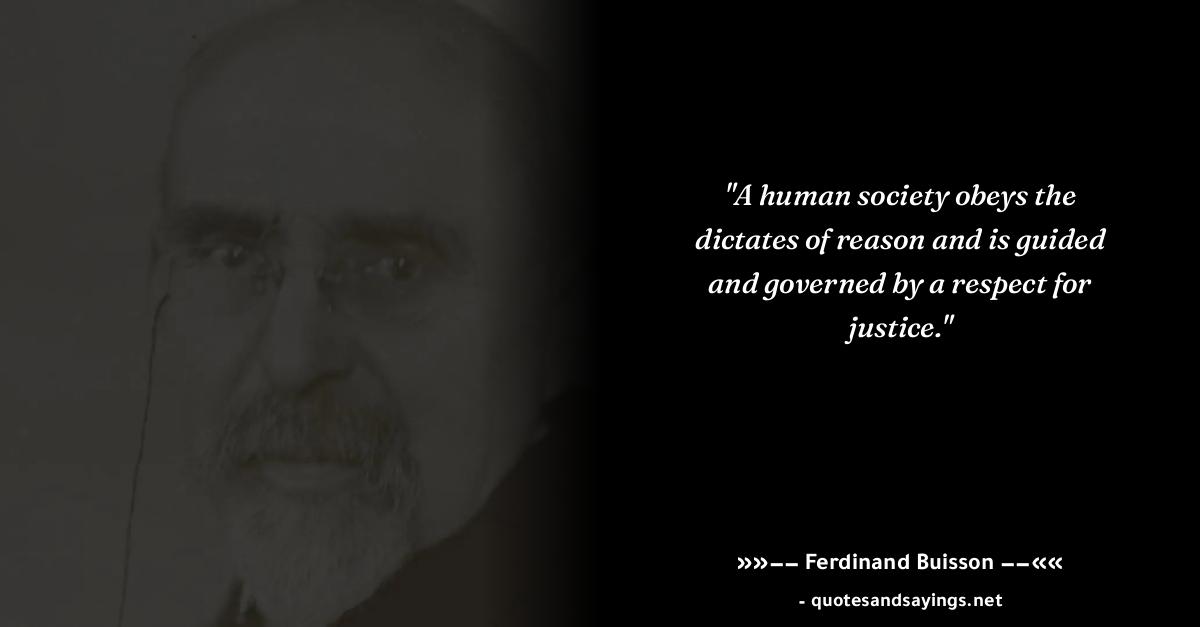 "A human society obeys the
dictates of reason and is guided
and governed by a respect for
justice."
»»−− Ferdinand Buisson −−««
- quotesandsayings.net